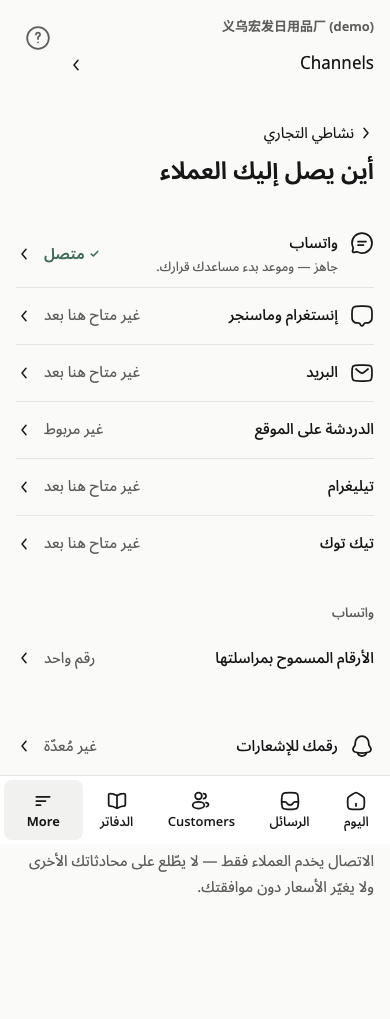 义乌宏发日用品厂 (demo)
Channels
نشاطي التجاري
أين يصل إليك العملاء
واتساب
متصل
جاهز — وموعد بدء مساعدك قرارك.
إنستغرام وماسنجر
غير متاح هنا بعد
البريد
غير متاح هنا بعد
الدردشة على الموقع
غير مربوط
تيليغرام
غير متاح هنا بعد
تيك توك
غير متاح هنا بعد
واتساب
الأرقام المسموح بمراسلتها
رقم واحد
رقمك للإشعارات
غير مُعدّة
اليوم
الرسائل
Customers
الدفاتر
More
الاتصال يخدم العملاء فقط — لا يطّلع على محادثاتك الأخرى
ولا يغيّر الأسعار دون موافقتك.